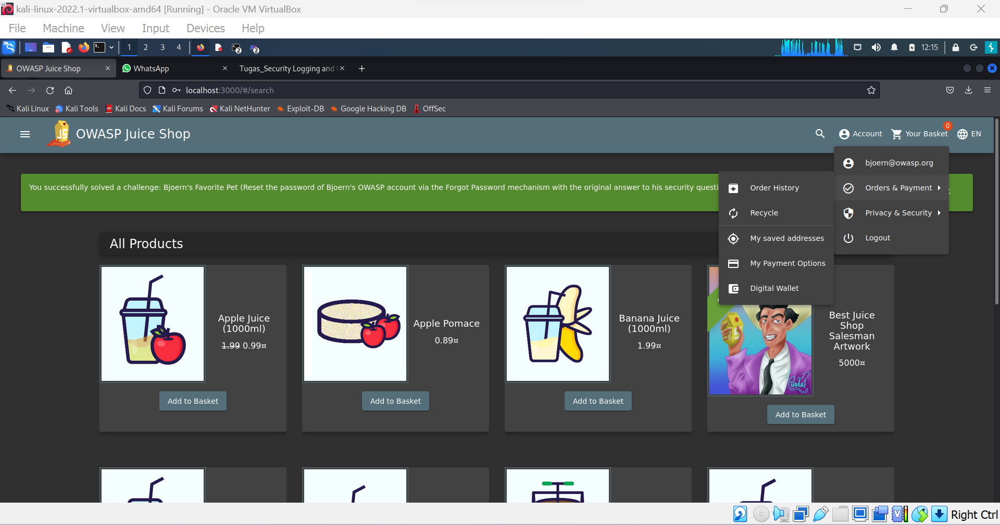 kali-linux-2022.1-virtualbox-amd64 [Running] - Oracle VM VirtualBox
File Machine View Input Devices Help
1 2 3 4 2 2 12:15
OWASP Juice Shop WhatsApp Tugas_Security Logging and
localhost:3000/#/search
Kali Linux Kali Tools Kali Docs Kali Forums Kali NetHunter Exploit-DB Google Hacking DB OffSec
JS OWASP Juice Shop Account Your Basket 0 EN
bjoern@owasp.org
Orders & Payment
Privacy & Security
Logout
Order History
Recycle
My saved addresses
My Payment Options
Digital Wallet
You successfully solved a challenge: Bjoern's Favorite Pet (Reset the password of Bjoern's OWASP account via the Forgot Password mechanism with the original answer to his security questi
All Products
Apple Juice
(1000ml)
1.99 0.99¤
Add to Basket
Apple Pomace
0.89¤
Add to Basket
Banana Juice
(1000ml)
1.99¤
Add to Basket
Best Juice
Shop
Salesman
Artwork
5000¤
Add to Basket
Right Ctrl